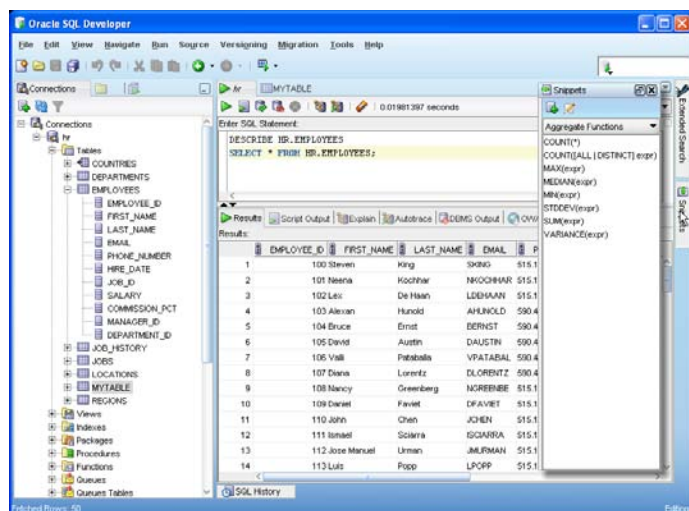 Oracle SQL Developer
File Edit View Navigate Run Source Versigning Migration Tools Help
Connections
Connections
hr
Tables
COUNTRIES
DEPARTMENTS
EMPLOYEES
EMPLOYEE_ID
FIRST_NAME
LAST_NAME
EMAIL
PHONE_NUMBER
HIRE_DATE
JOB_ID
SALARY
COMMISSION_PCT
MANAGER_ID
DEPARTMENT_ID
JOB_HISTORY
JOBS
LOCATIONS
MYTABLE
REGIONS
Views
Indexes
Packages
Procedures
Functions
Queues
Queues Tables
hr MYTABLE
0.01981397 seconds
Enter SQL Statement:
DESCRIBE HR.EMPLOYEES
SELECT * FROM HR.EMPLOYEES;
Results Script Output Explain Autotrace DBMS Output OWA
Results:
EMPLOYEE_ID FIRST_NAME LAST_NAME EMAIL P
1 100 Steven King SKING 515.1
2 101 Neena Kochhar NKOCHHAR 515.1
3 102 Lex De Haan LDEHAAN 515.1
4 103 Alexan Hunold AHUNOLD 590.4
5 104 Bruce Ernst BERNST 590.4
6 105 David Austin DAUSTIN 590.4
7 106 Valli Pataballa VPATABAL 590.4
8 107 Diana Lorentz DLORENTZ 590.4
9 108 Nancy Greenberg NGREENBE 515.1
10 109 Daniel Faviet DFAVIET 515.1
11 110 John Chen JCHEN 515.1
12 111 Ismael Sciarra ISCIARRA 515.1
13 112 Jose Manuel Urman JMURMAN 515.1
14 113 Luis Popp LPOPP 515.1
SQL History
Snippets
Aggregate Functions
COUNT(*)
COUNT(ALL | DISTINCT] expr)
MAX(expr)
MEDIAN(expr)
MIN(expr)
STDDEV(expr)
SUM(expr)
VARIANCE(expr)
Extended Search
Snippets
Fetched Rows: 50
Editing